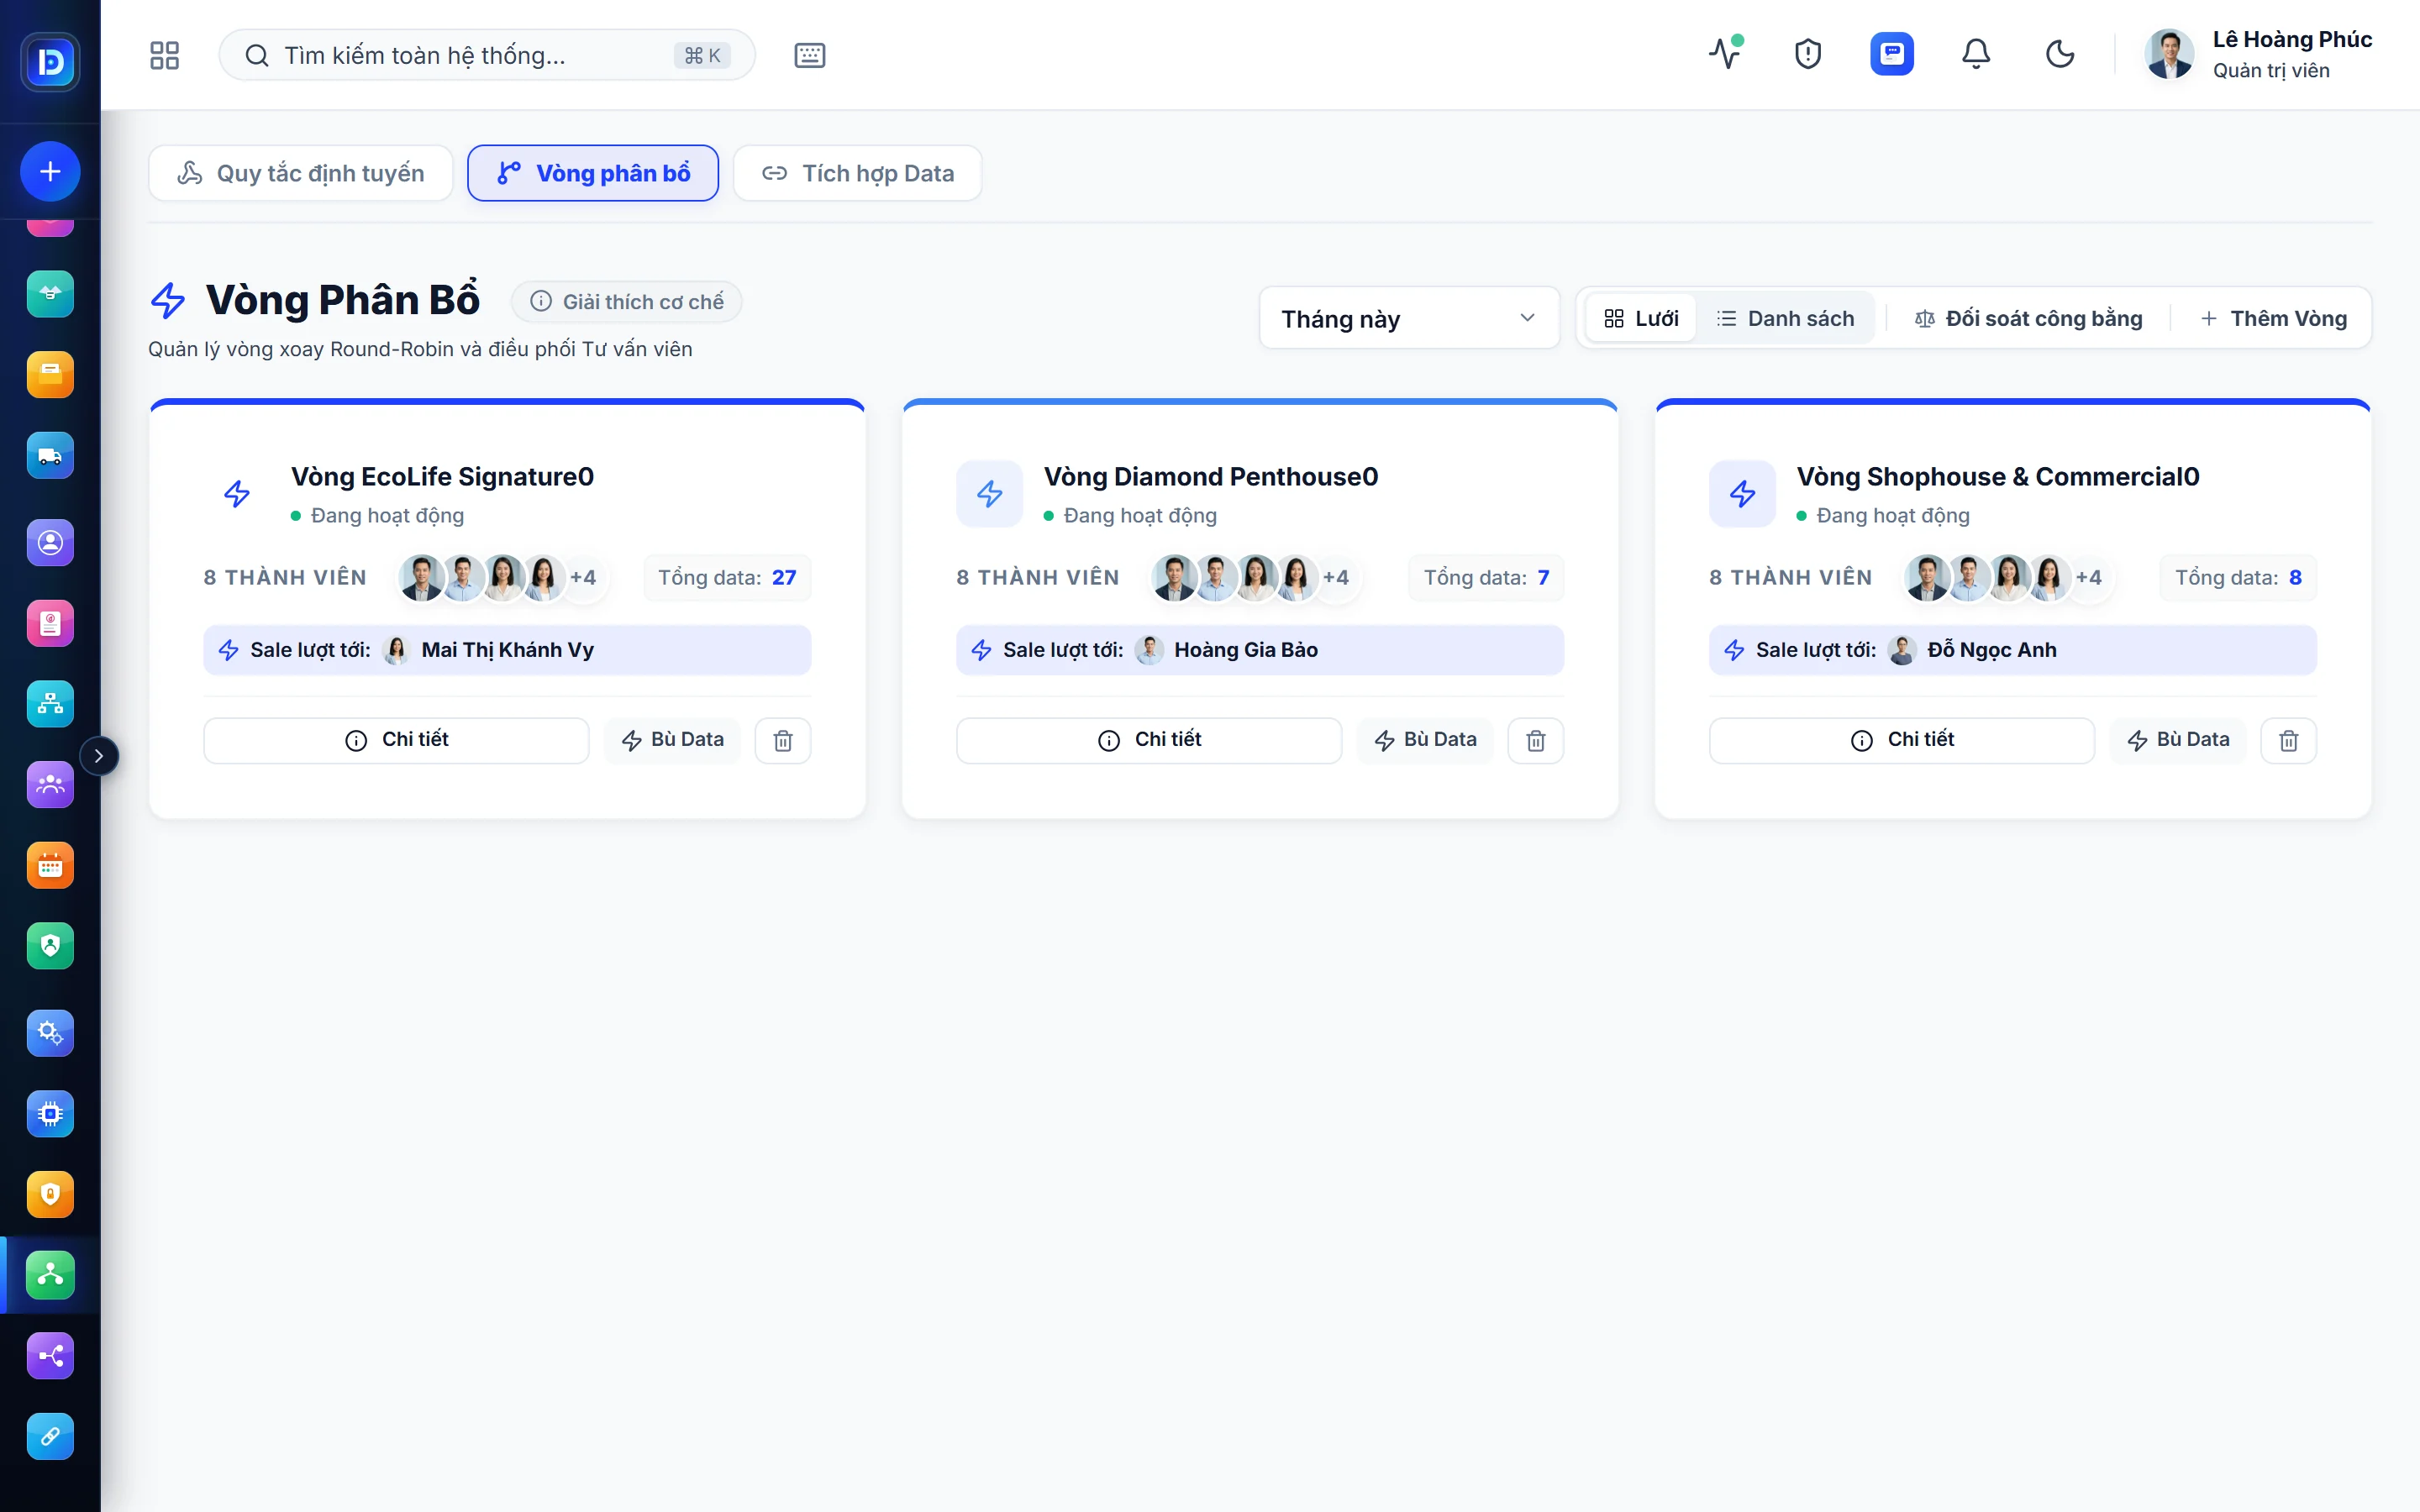 Tìm kiếm toàn hệ thống...
⌘ K
Lê Hoàng Phúc
Quản trị viên
Quy tắc định tuyến
Vòng phân bổ
Tích hợp Data
Vòng Phân Bổ
Giải thích cơ chế
Quản lý vòng xoay Round-Robin và điều phối Tư vấn viên
Tháng này
Lưới
Danh sách
Đối soát công bằng
Thêm Vòng
Vòng EcoLife Signature0
Đang hoạt động
8 THÀNH VIÊN
+4
Tổng data: 27
Sale lượt tới: Mai Thị Khánh Vy
Chi tiết
Bù Data
Vòng Diamond Penthouse0
Đang hoạt động
8 THÀNH VIÊN
+4
Tổng data: 7
Sale lượt tới: Hoàng Gia Bảo
Chi tiết
Bù Data
Vòng Shophouse & Commercial0
Đang hoạt động
8 THÀNH VIÊN
+4
Tổng data: 8
Sale lượt tới: Đỗ Ngọc Anh
Chi tiết
Bù Data